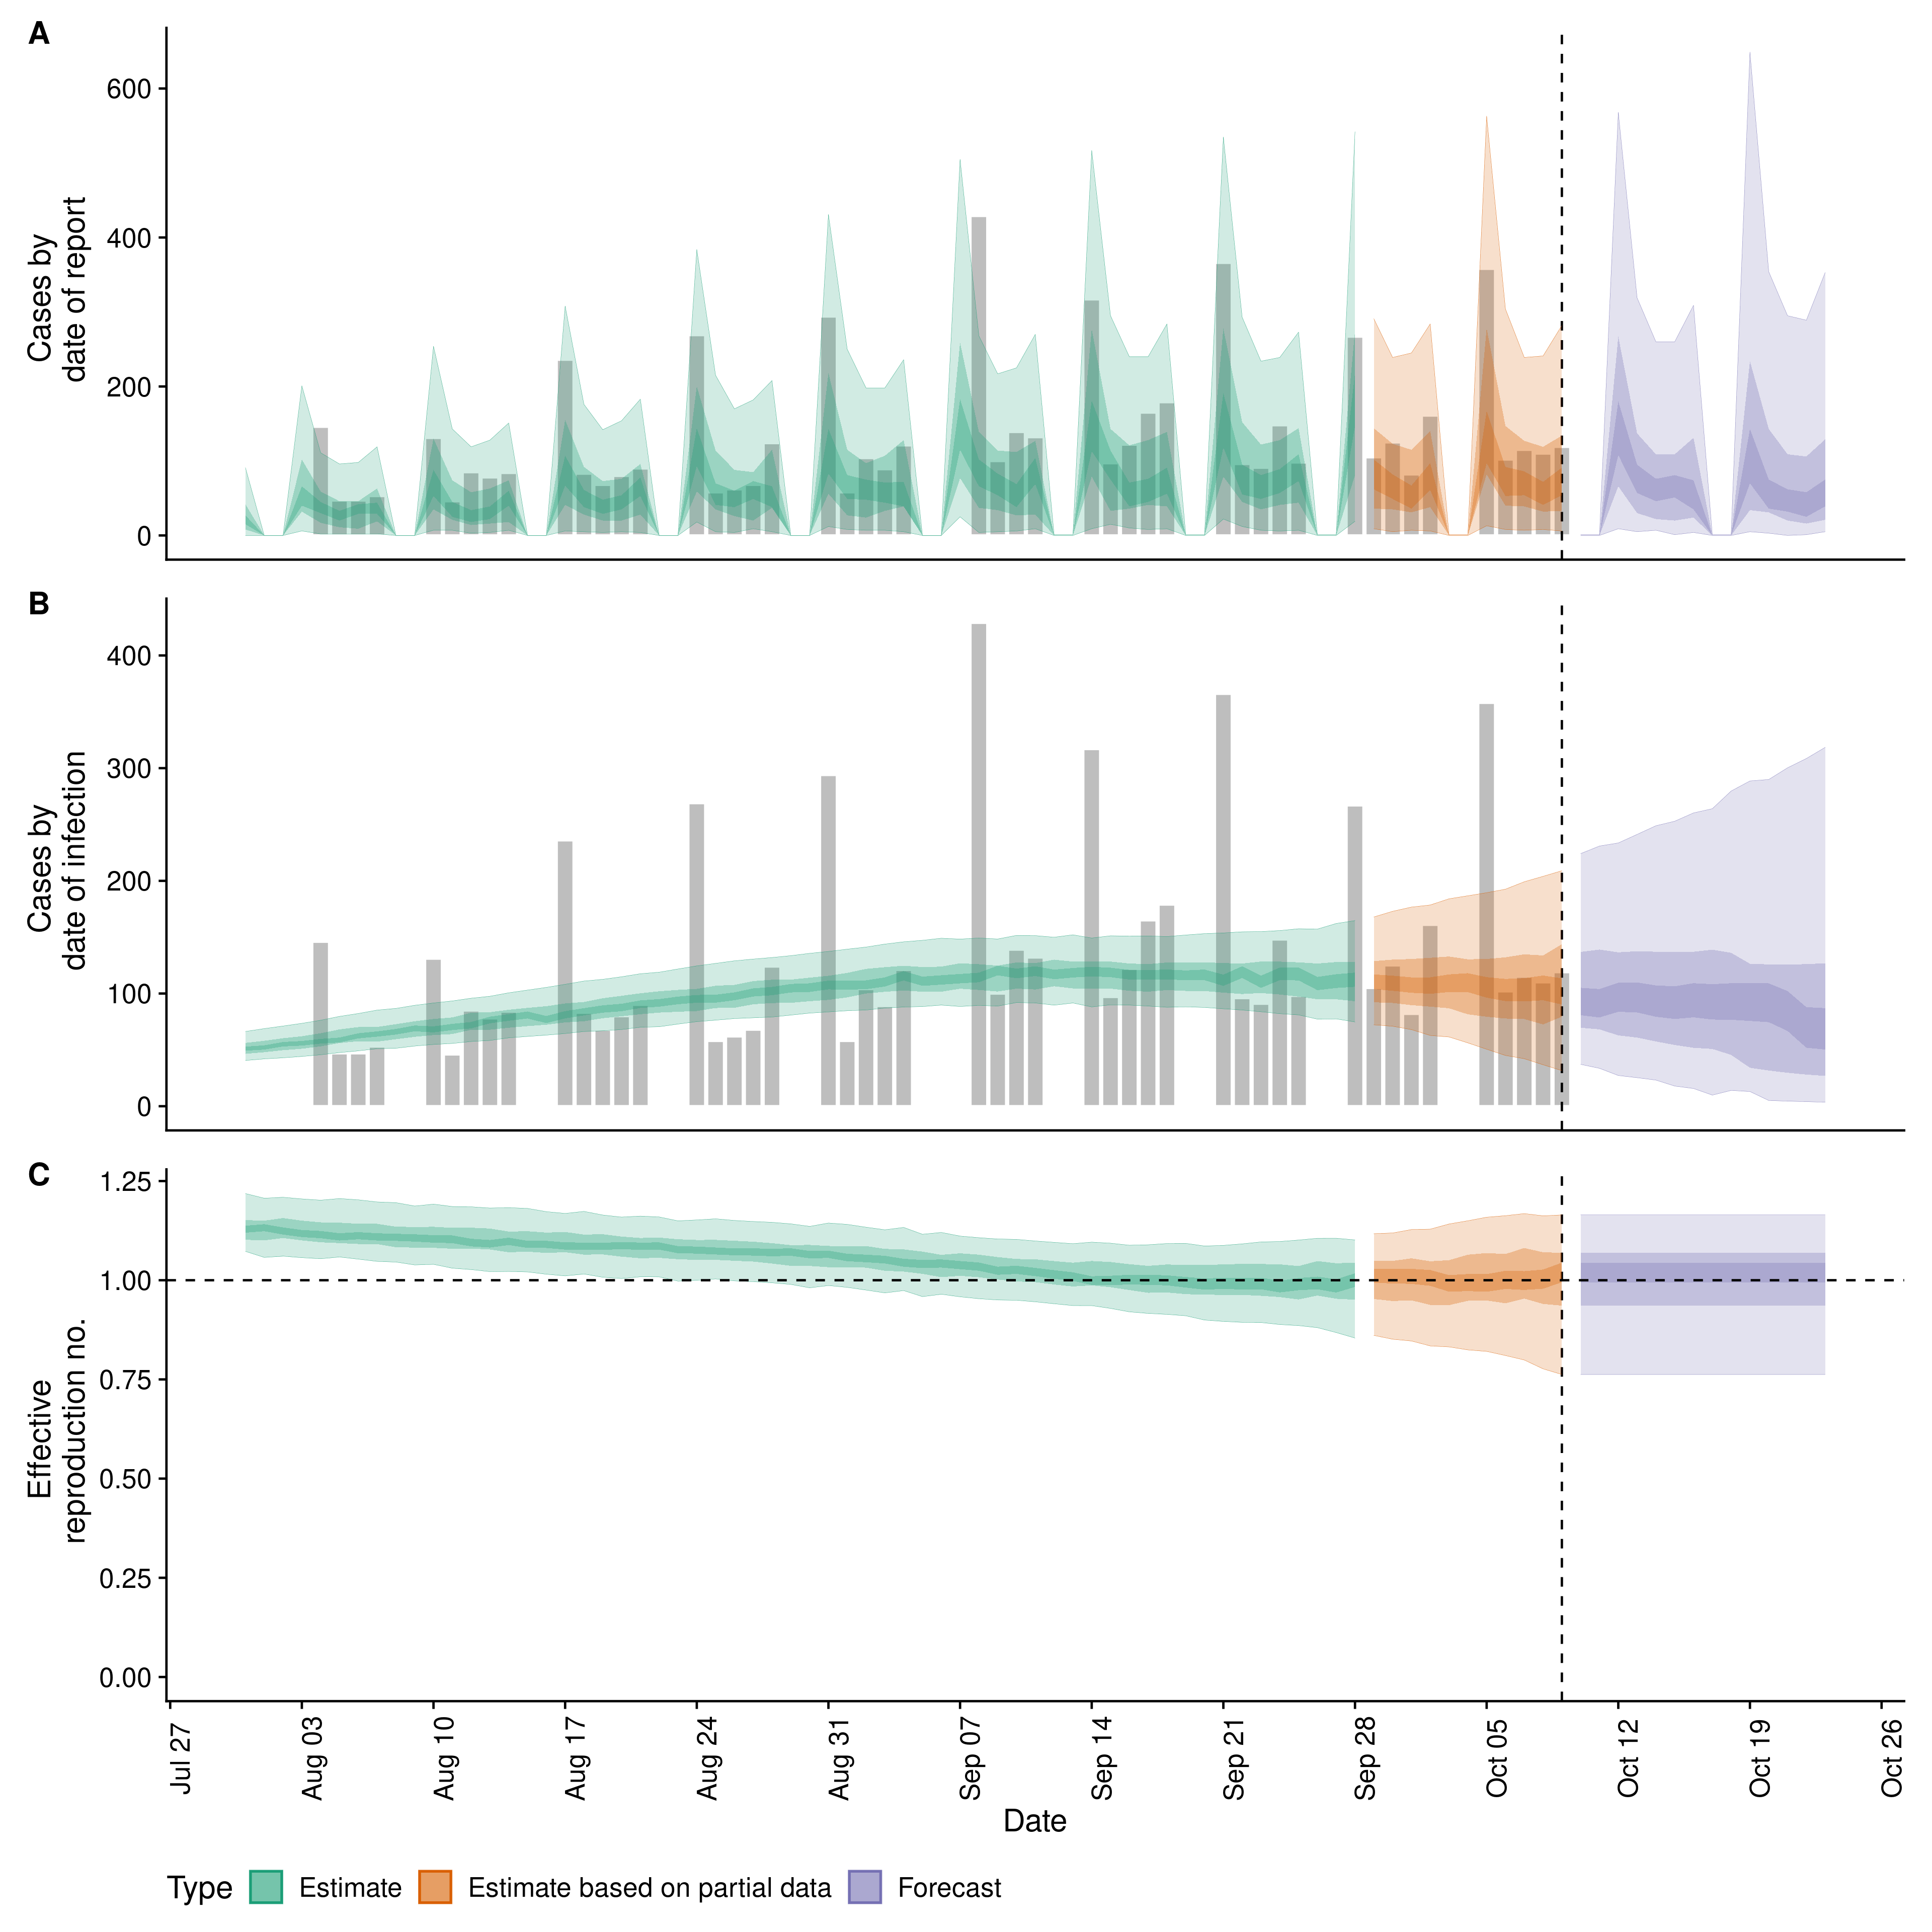 A
Cases by
date of report
600
400
200
0
B
Cases by
date of infection
400
300
200
100
0
C
Effective
reproduction no.
1.25
1.00
0.75
0.50
0.25
0.00
Jul 27
Aug 03
Aug 10
Aug 17
Aug 24
Aug 31
Sep 07
Sep 14
Sep 21
Sep 28
Oct 05
Oct 12
Oct 19
Oct 26
Date
Type Estimate Estimate based on partial data Forecast